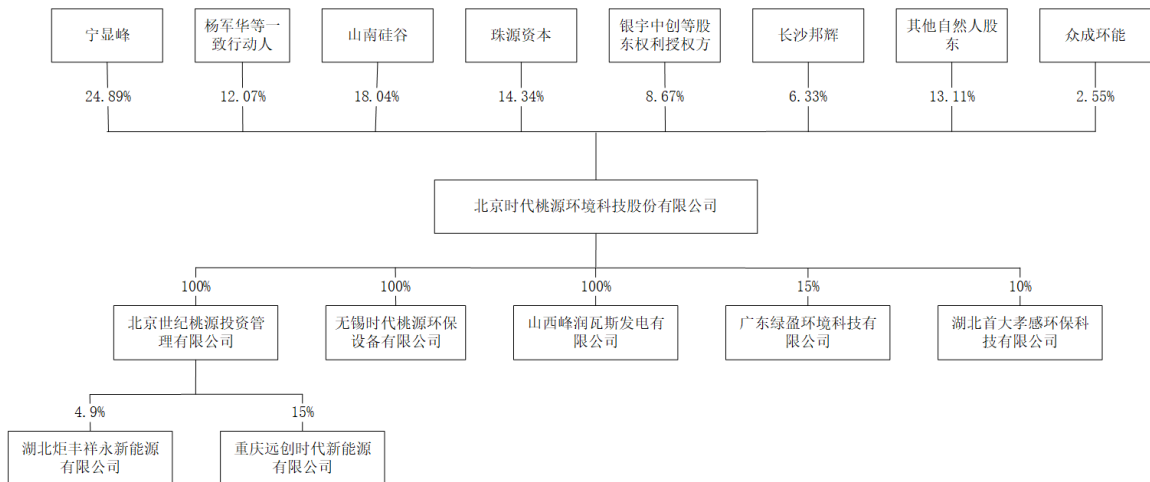 宁显峰
杨军华等一
致行动人
山南硅谷
珠源资本
银宇中创等股
东权利授权方
长沙邦辉
其他自然人股
东
众成环能
24.89%
12.07%
18.04%
14.34%
8.67%
6.33%
13.11%
2.55%
北京时代桃源环境科技股份有限公司
100%
100%
100%
15%
10%
北京世纪桃源投资管
理有限公司
无锡时代桃源环保
设备有限公司
山西峰润瓦斯发电有
限公司
广东绿盈环境科技有
限公司
湖北首大孝感环保科
技有限公司
4.9%
15%
湖北炬丰祥永新能源
有限公司
重庆远创时代新能源
有限公司